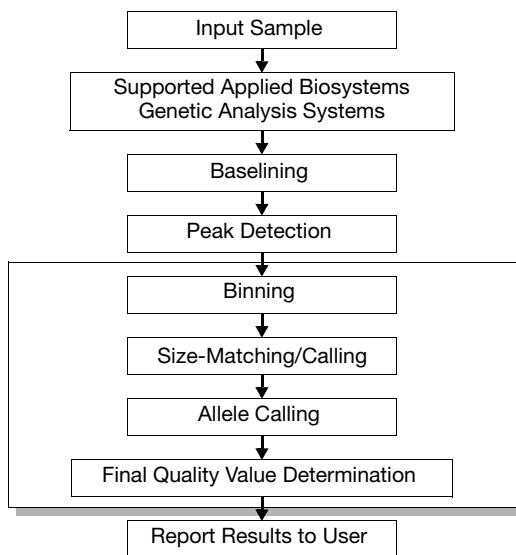 Input Sample
Supported Applied Biosystems
Genetic Analysis Systems
Baselining
Peak Detection
Binning
Size-Matching/Calling
Allele Calling
Final Quality Value Determination
Report Results to User